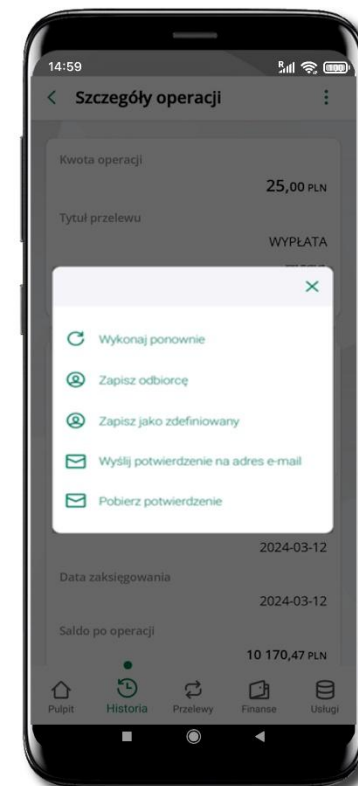 14:59
Szczegóły operacji
Kwota operacji
25,00 PLN
Tytuł przelewu
WYPŁATA
Wykonaj ponownie
Zapisz odbiorcę
Zapisz jako zdefiniowany
Wyślij potwierdzenie na adres e-mail
Pobierz potwierdzenie
2024-03-12
Data zaksięgowania
2024-03-12
Saldo po operacji
10 170,47 PLN
Pulpit Historia Przelewy Finanse Usługi